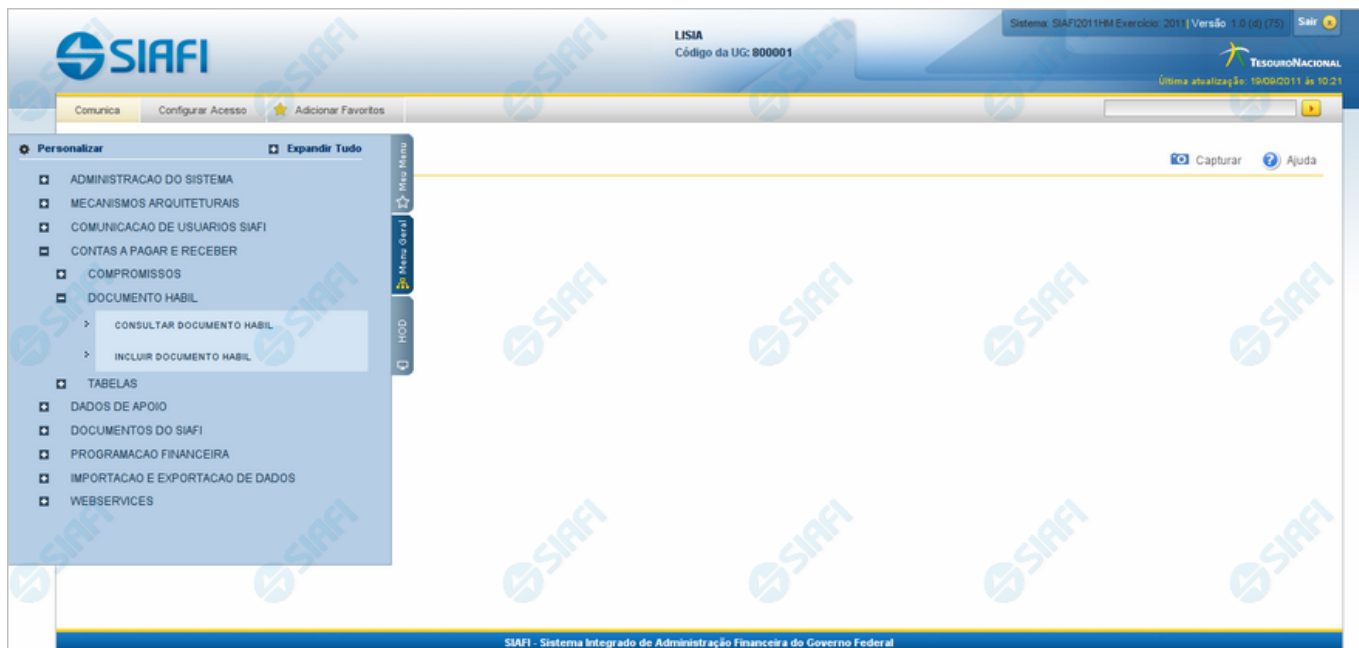 SIAFI
LISIA
Código da UG: 800001
Sistema: SIAFI2011HM Exercício: 2011 | Versão 1.0 (d) (75) Sair
TESOURONACIONAL
Última atualização: 19/09/2011 às 10:21
Comunica Configurar Acesso Adicionar Favoritos
Personalizar Expandir Tudo
Meu Menu
Menu Geral
HOD
Capturar Ajuda
ADMINISTRACAO DO SISTEMA
MECANISMOS ARQUITETURAIS
COMUNICACAO DE USUARIOS SIAFI
CONTAS A PAGAR E RECEBER
COMPROMISSOS
DOCUMENTO HABIL
CONSULTAR DOCUMENTO HABIL
INCLUIR DOCUMENTO HABIL
TABELAS
DADOS DE APOIO
DOCUMENTOS DO SIAFI
PROGRAMACAO FINANCEIRA
IMPORTACAO E EXPORTACAO DE DADOS
WEBSERVICES
SIAFI - Sistema Integrado de Administração Financeira do Governo Federal